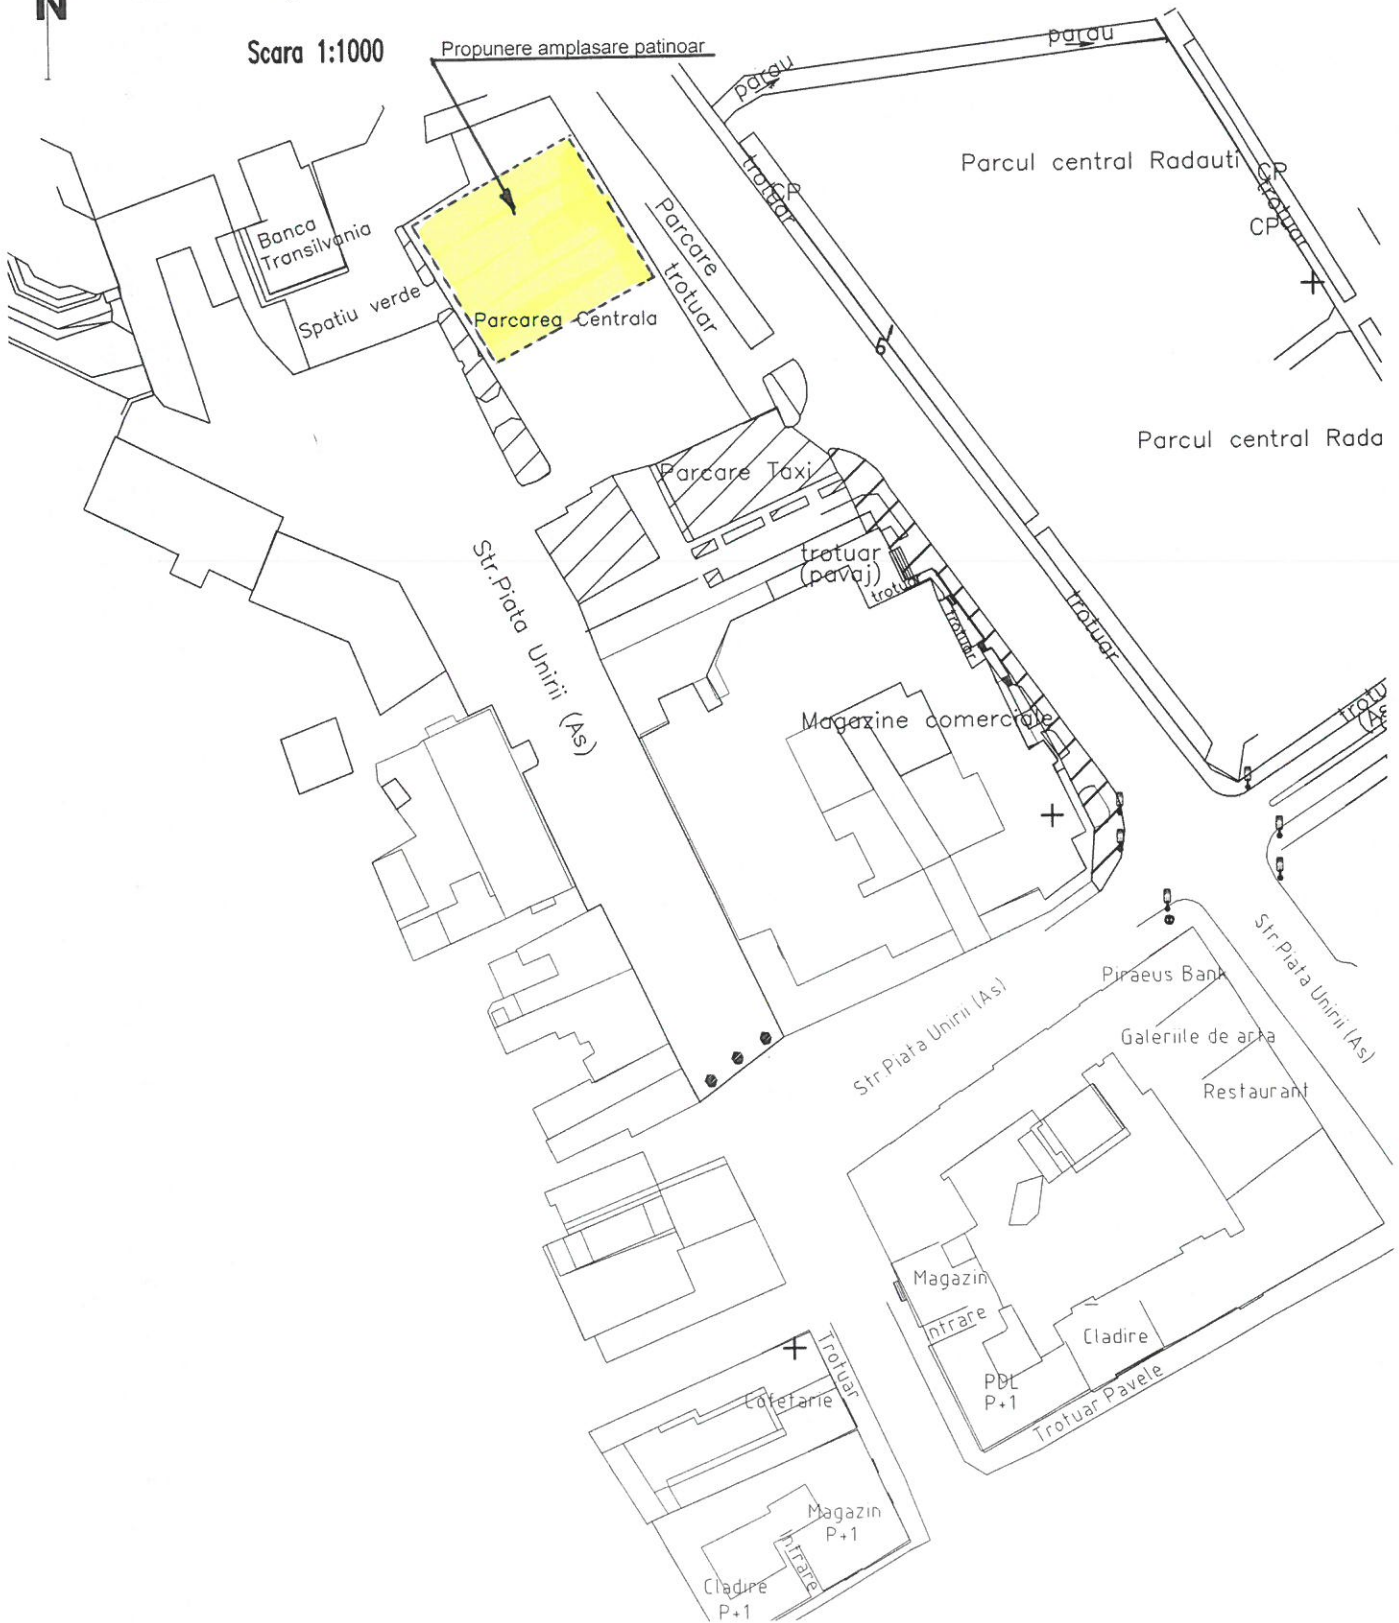 N
Scara 1:1000
Propunere amplasare patinoar
parau
parau
Parcul central Radauti
trotuar
CP
CP
trotuar
CP
Banca
Transilvania
Parcare
trotuar
Spatiu verde
Parcarea Centrala
Parcul central Rada
Parcare Taxi
Str.Piata Unirii (As)
trotuar
(pavaj)
trotuar
trotuar
trotuar
Magazine comerciale
Str.Piata Unirii (As)
Piraeus Bank
Str.Piata Unirii (As)
Galeriile de arta
Restaurant
Magazin
ntrare
Cladire
Trotuar
PDL
P+1
Trotuar Pavele
Cofetarie
Magazin
P+1
intrare
Cladire
P+1